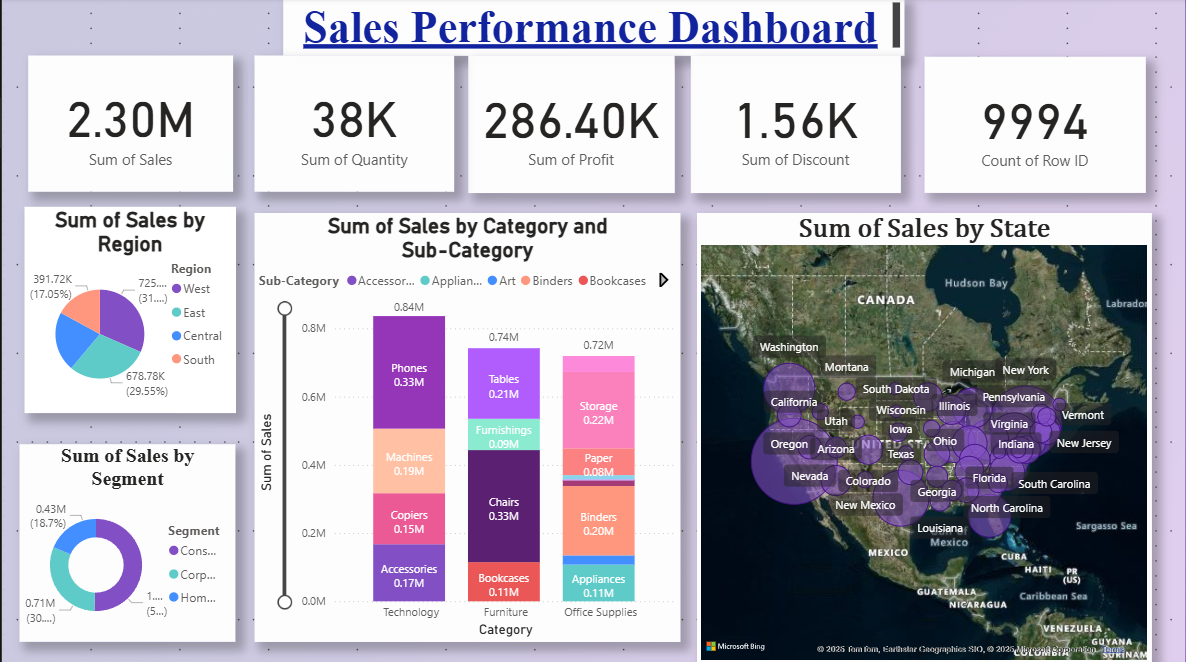 Sales Performance Dashboard
2.30M
Sum of Sales
38K
Sum of Quantity
286.40K
Sum of Profit
1.56K
Sum of Discount
9994
Count of Row ID
Sum of Sales by
Region
391.72K
(17.05%)
725....
(31....)
678.78K
(29.55%)
Region
West
East
Central
South
Sum of Sales by
Segment
0.43M
(18.7%)
0.71M
(30....)
1....
(5...)
Segment
Cons...
Corp...
Hom...
Sum of Sales by Category and
Sub-Category
Sub-Category Accessor... Applian... Art Binders Bookcases
Sum of Sales
0.8M
0.6M
0.4M
0.2M
0.0M
0.84M
Phones
0.33M
Machines
0.19M
Copiers
0.15M
Accessories
0.17M
Technology
0.74M
Tables
0.21M
Furnishings
0.09M
Chairs
0.33M
Bookcases
0.11M
Furniture
0.72M
Storage
0.22M
Paper
0.08M
Binders
0.20M
Appliances
0.11M
Office Supplies
Category
Sum of Sales by State
Hudson Bay
CANADA
Labrador
Washington
Montana
Michigan
New York
South Dakota
California
Wisconsin
Illinois
Pennsylvania
Utah
Iowa
Virginia
Vermont
Oregon
Arizona
UNITED STA
Texas
Ohio
Indiana
New Jersey
Nevada
Colorado
Georgia
Florida
South Carolina
New Mexico
North Carolina
Louisiana
Gulf of
Mexico
Sargasso Sea
MEXICO
CUBA
HAITI
PR
(US)
GUATEMALA
NICARAGUA
Caribbean Sea
VENEZUELA
GUYANA
SURINAM
COLOMBIA
Microsoft Bing
© 2025 TomTom, Earthstar Geographics SIO, © 2025 Microsoft Corporation Terms